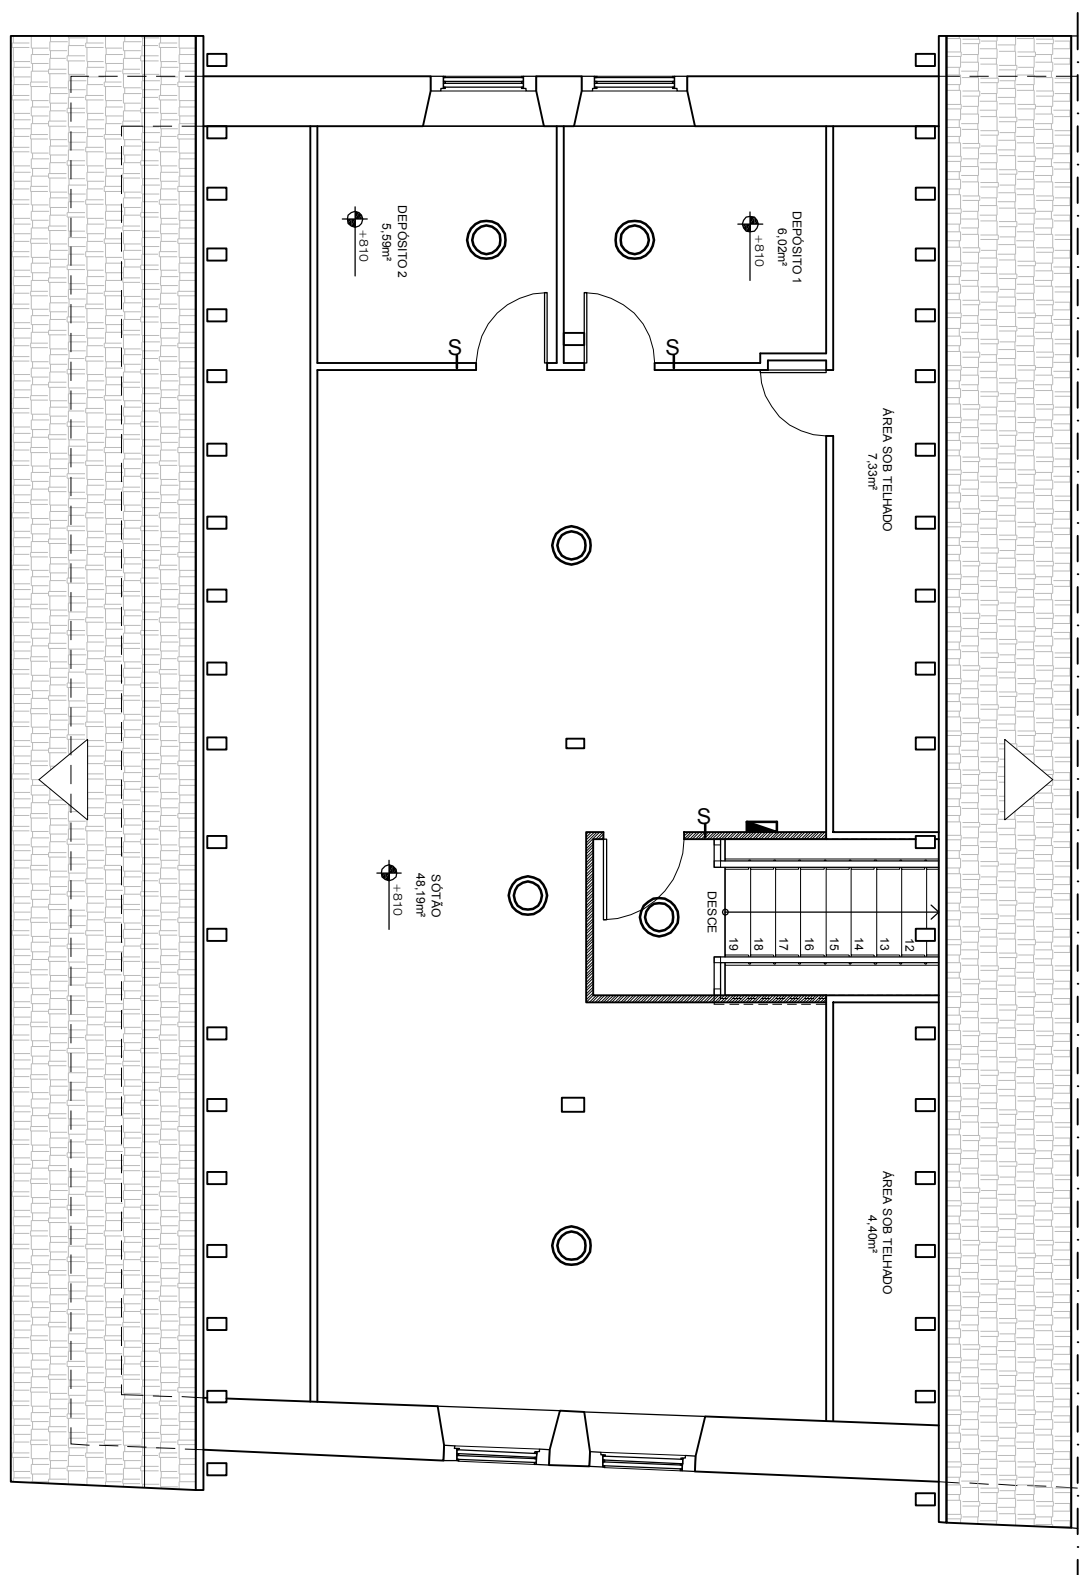 DEPÓSITO 2
5,59m²
+810
DEPÓSITO 1
6,02m²
+810
S
S
ÁREA SOB TELHADO
7,33m²
S
SÓTÃO
48,19m²
+810
DESCE
19
18
17
16
15
14
13
12
ÁREA SOB TELHADO
4,40m²